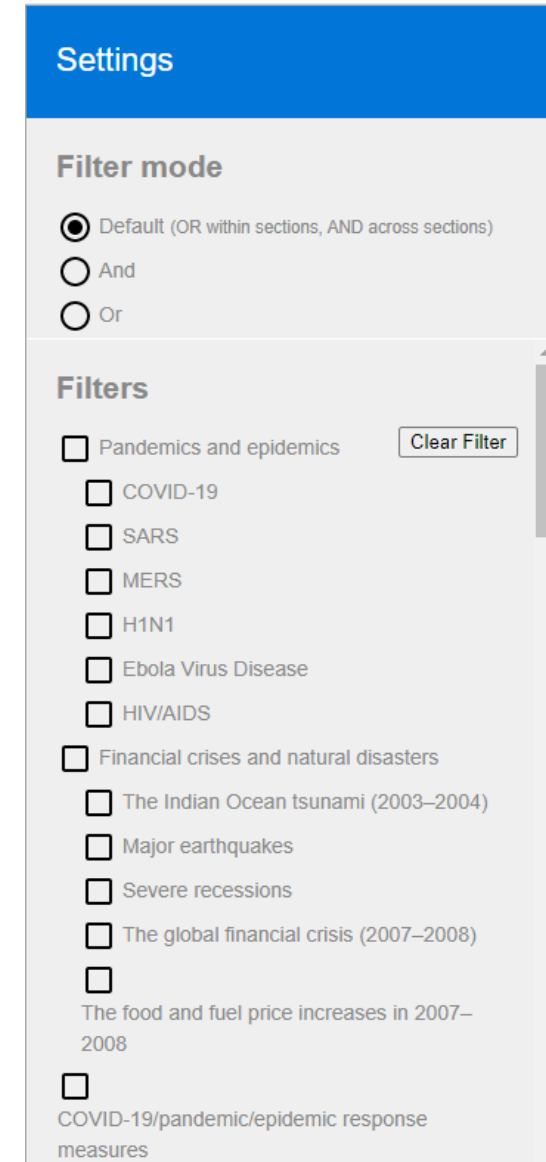 Settings
Filter mode
Default (OR within sections, AND across sections)
And
Or
Filters
Clear Filter
Pandemics and epidemics
COVID-19
SARS
MERS
H1N1
Ebola Virus Disease
HIV/AIDS
Financial crises and natural disasters
The Indian Ocean tsunami (2003–2004)
Major earthquakes
Severe recessions
The global financial crisis (2007–2008)
The food and fuel price increases in 2007–
2008
COVID-19/pandemic/epidemic response
measures